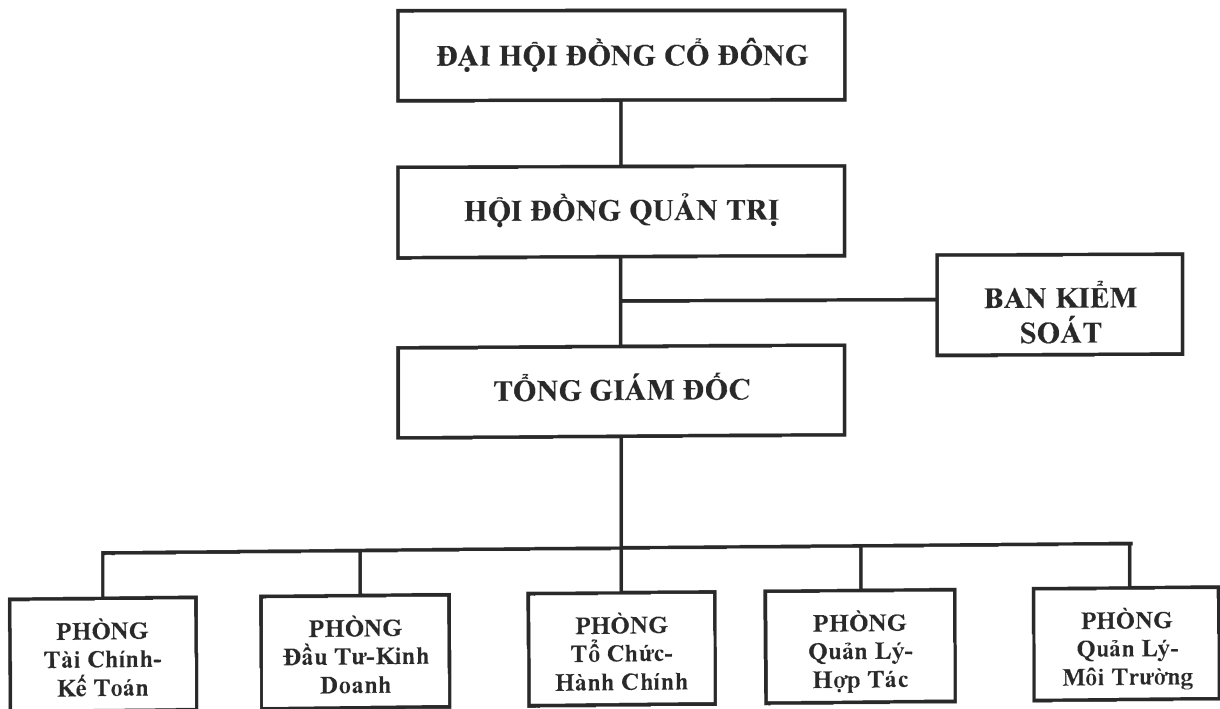 ĐẠI HỘI ĐỒNG CỔ ĐÔNG
HỘI ĐỒNG QUẢN TRỊ
BAN KIỂM
SOÁT
TỔNG GIÁM ĐỐC
PHÒNG
Tài Chính-
Kế Toán
PHÒNG
Đầu Tư-Kinh
Doanh
PHÒNG
Tổ Chức-
Hành Chính
PHÒNG
Quản Lý-
Hợp Tác
PHÒNG
Quản Lý-
Môi Trường